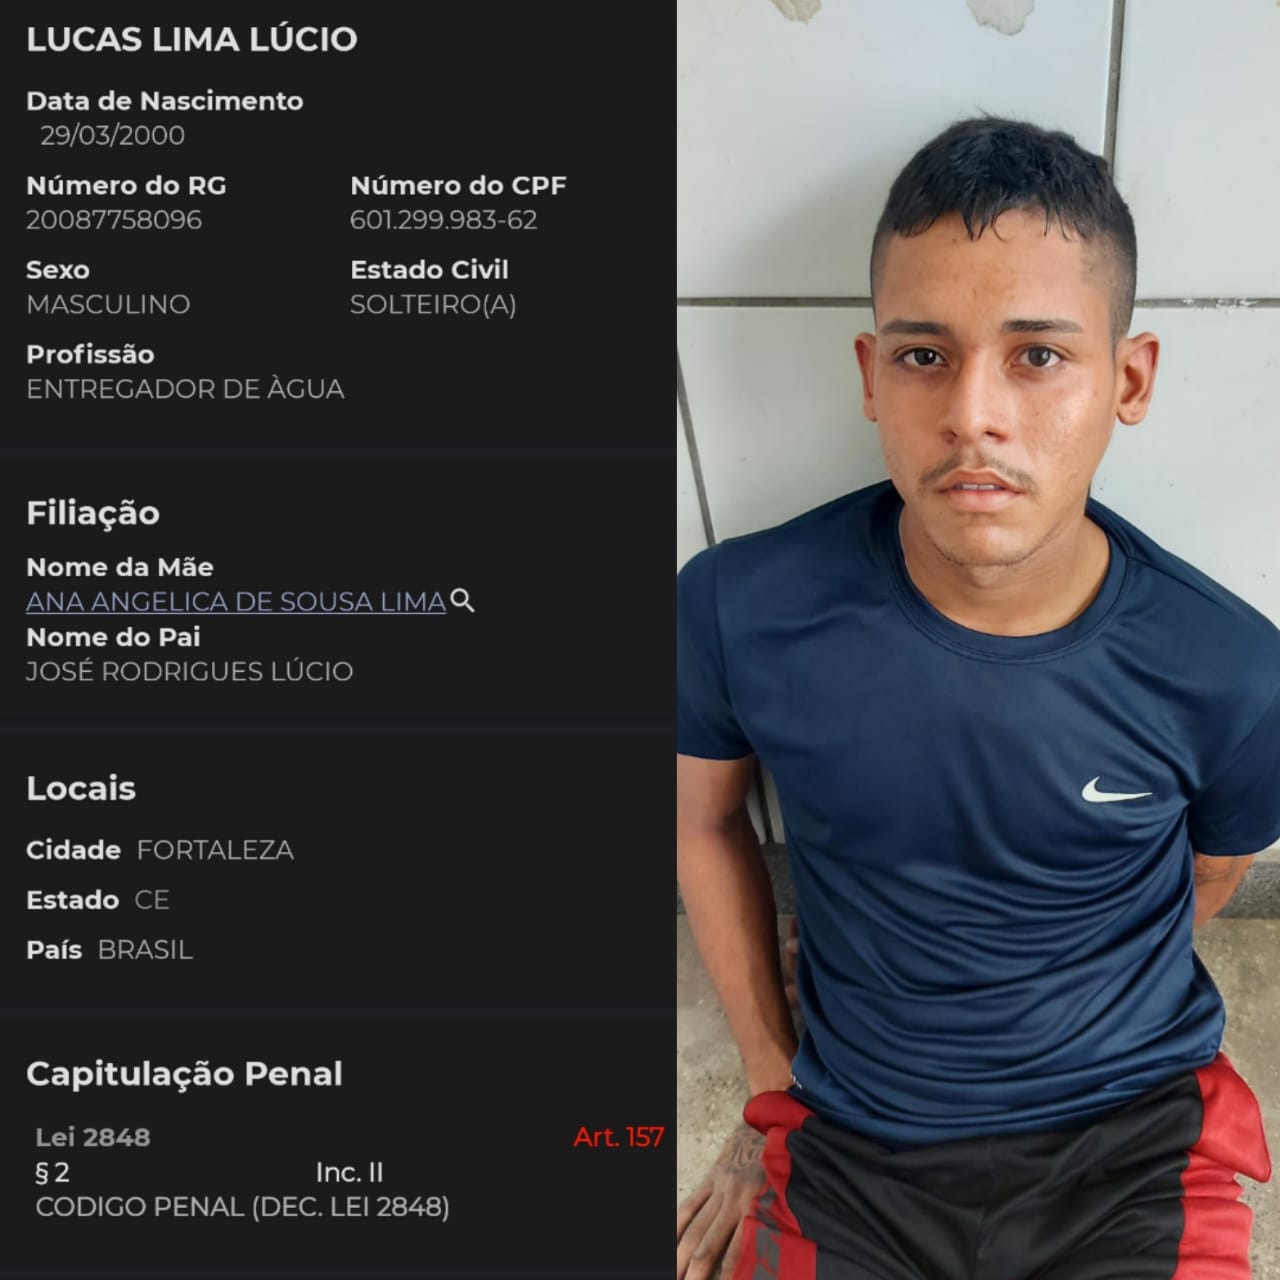 LUCAS LIMA LÚCIO
Data de Nascimento
29/03/2000
Número do RG Número do CPF
20087758096 601.299.983-62
Sexo Estado Civil
MASCULINO SOLTEIRO(A)
Profissão
ENTREGADOR DE ÀGUA
Filiação
Nome da Mãe
ANA ANGELICA DE SOUSA LIMA
Nome do Pai
JOSÉ RODRIGUES LÚCIO
Locais
Cidade FORTALEZA
Estado CE
País BRASIL
Capitulação Penal
Lei 2848 Art. 157
§ 2 Inc. II
CODIGO PENAL (DEC. LEI 2848)